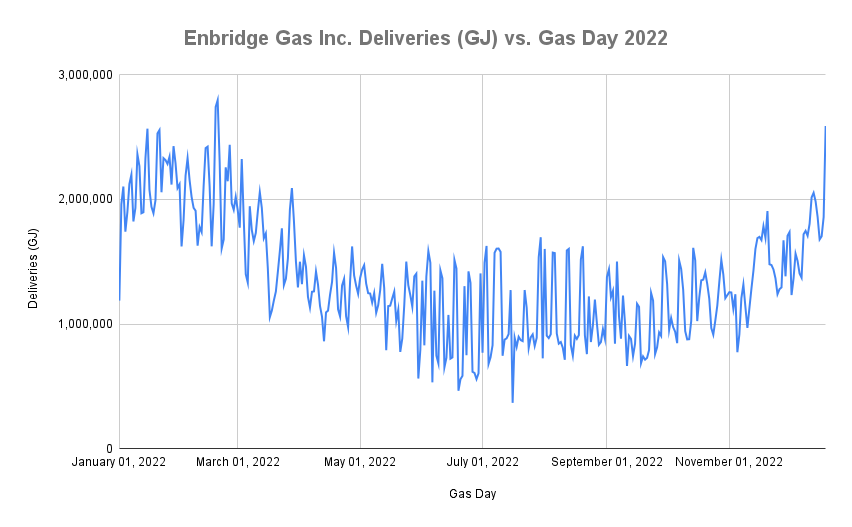 Enbridge Gas Inc. Deliveries (GJ) vs. Gas Day 2022
Deliveries (GJ)
3,000,000
2,000,000
1,000,000
0
January 01, 2022
March 01, 2022
May 01, 2022
July 01, 2022
September 01, 2022
November 01, 2022
Gas Day